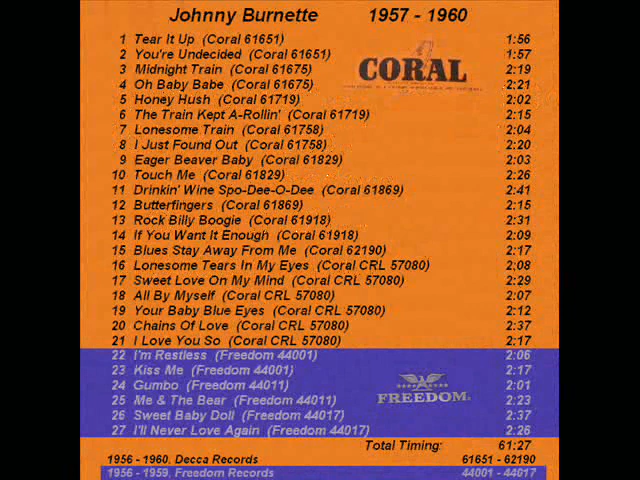 Johnny Burnette 1957 - 1960
CORAL
1 Tear It Up (Coral 61651) 1:56
2 You're Undecided (Coral 61651) 1:57
3 Midnight Train (Coral 61675) 2:19
4 Oh Baby Babe (Coral 61675) 2:21
5 Honey Hush (Coral 61719) 2:02
6 The Train Kept A-Rollin' (Coral 61719) 2:15
7 Lonesome Train (Coral 61758) 2:04
8 I Just Found Out (Coral 61758) 2:20
9 Eager Beaver Baby (Coral 61829) 2:03
10 Touch Me (Coral 61829) 2:26
11 Drinkin' Wine Spo-Dee-O-Dee (Coral 61869) 2:41
12 Butterfingers (Coral 61869) 2:15
13 Rock Billy Boogie (Coral 61918) 2:31
14 If You Want It Enough (Coral 61918) 2:09
15 Blues Stay Away From Me (Coral 62190) 2:17
16 Lonesome Tears In My Eyes (Coral CRL 57080) 2:08
17 Sweet Love On My Mind (Coral CRL 57080) 2:29
18 All By Myself (Coral CRL 57080) 2:07
19 Your Baby Blue Eyes (Coral CRL 57080) 2:12
20 Chains Of Love (Coral CRL 57080) 2:37
21 I Love You So (Coral CRL 57080) 2:17
22 I'm Restless (Freedom 44001) 2:06
23 Kiss Me (Freedom 44001) 2:17
24 Gumbo (Freedom 44011) 2:01
25 Me & The Bear (Freedom 44011) 2:23
FREEDOM
26 Sweet Baby Doll (Freedom 44017) 2:37
27 I'll Never Love Again (Freedom 44017) 2:26
Total Timing: 61:27
1956 - 1960, Decca Records 61651 - 62190
1956 - 1959, Freedom Records 44001 - 44017